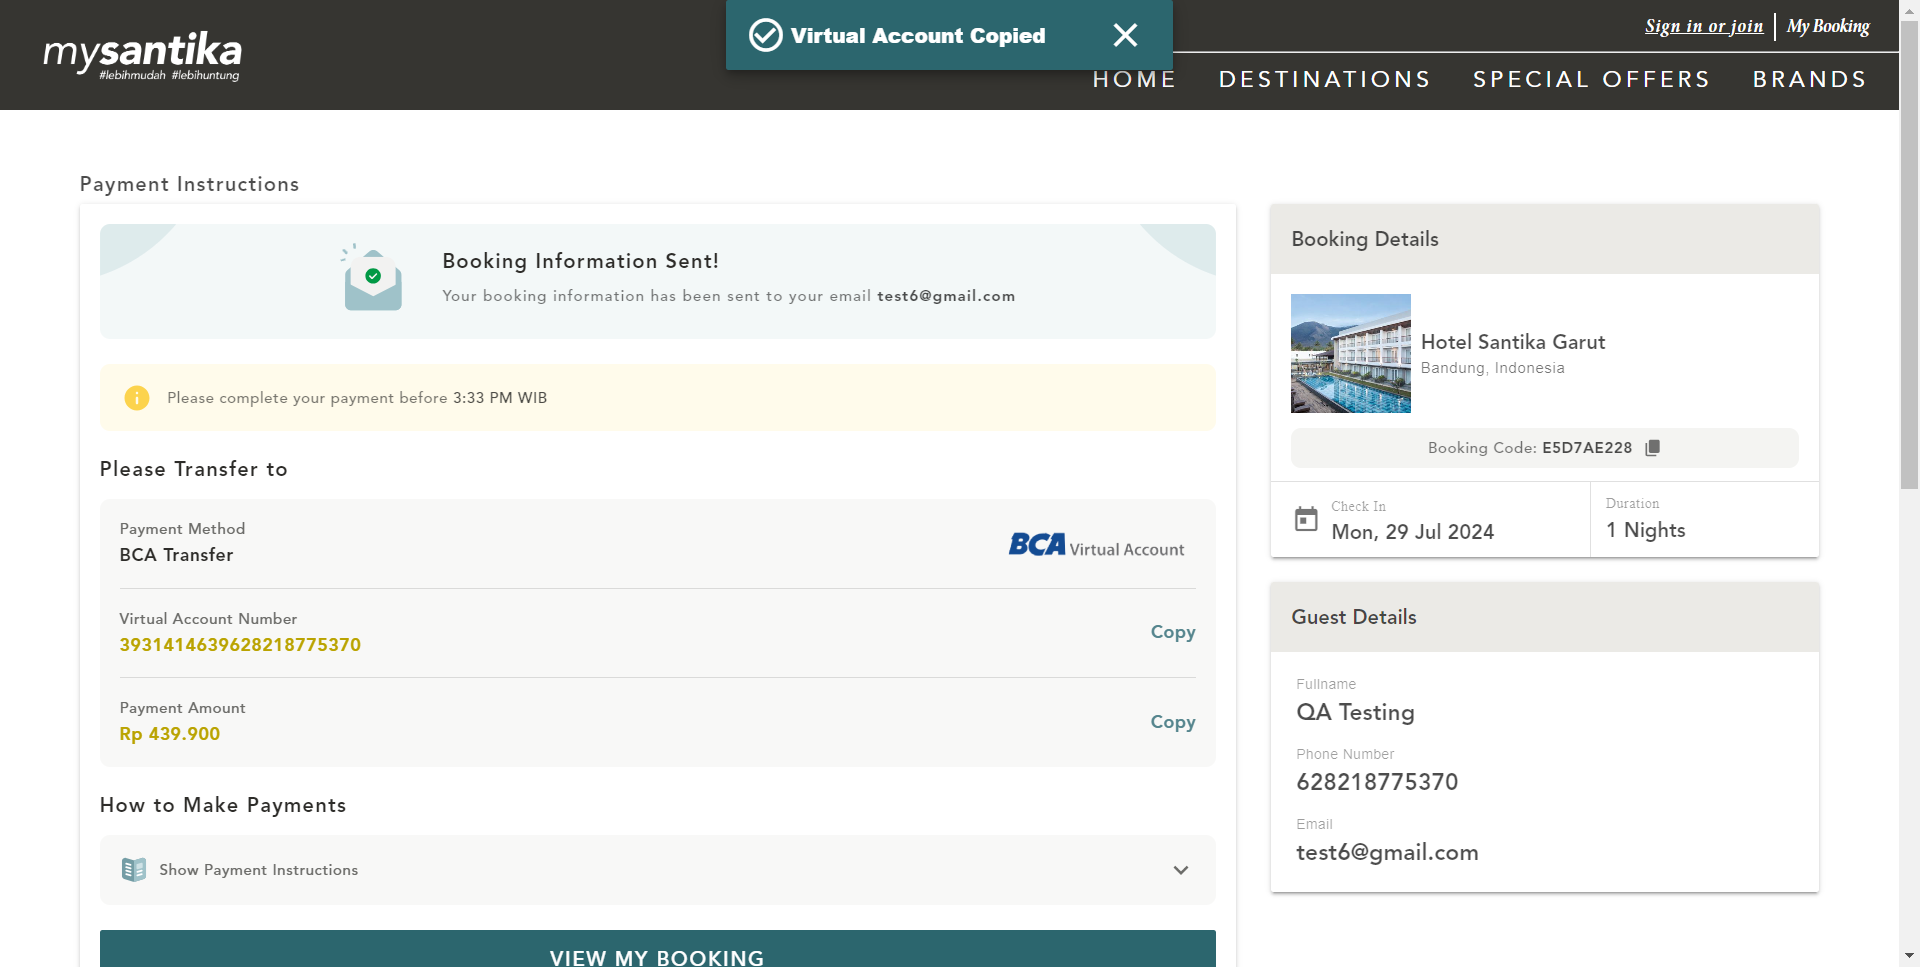 Virtual Account Copied
Sign in or join
My Booking
mysantika
#lebihmudah #lebihuntung
HOME
DESTINATIONS
SPECIAL OFFERS
BRANDS
Payment Instructions
Booking Information Sent!
Your booking information has been sent to your email test6@gmail.com
Please complete your payment before 3:33 PM WIB
Please Transfer to
Payment Method
BCA Transfer
BCA Virtual Account
Virtual Account Number
3931414639628218775370
Copy
Payment Amount
Rp 439.900
Copy
How to Make Payments
Show Payment Instructions
VIEW MY BOOKING
Booking Details
Hotel Santika Garut
Bandung, Indonesia
Booking Code: E5D7AE228
Check In
Mon, 29 Jul 2024
Duration
1 Nights
Guest Details
Fullname
QA Testing
Phone Number
628218775370
Email
test6@gmail.com